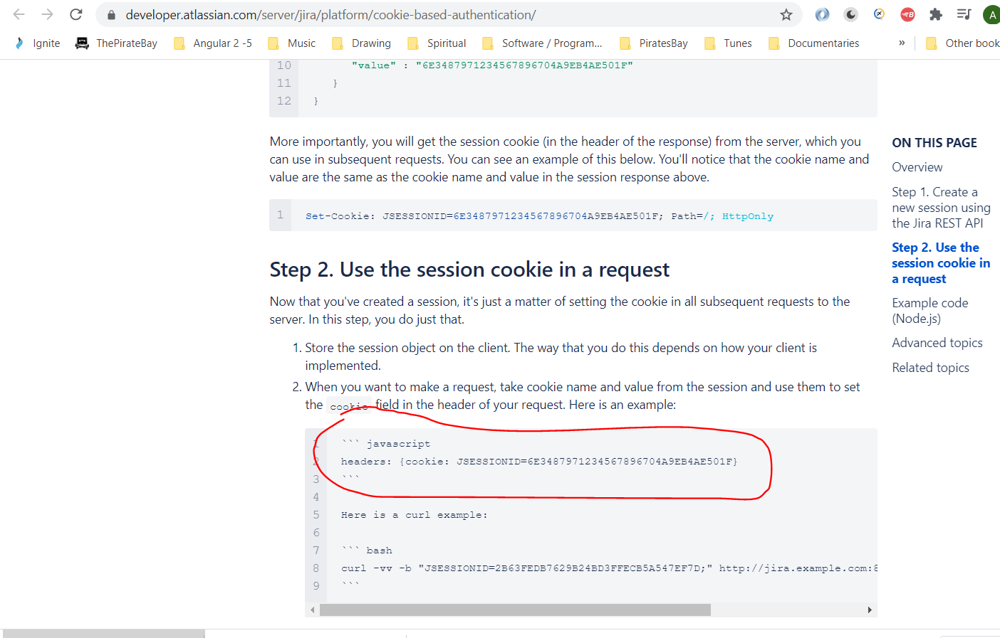 developer.atlassian.com/server/jira/platform/cookie-based-authentication/
A
Ignite ThePirateBay Angular 2 -5 Music Drawing Spiritual Software / Program... PiratesBay Tunes Documentaries » Other book
10 "value" : "6E3487971234567896704A9EB4AE501F"
11 }
12 }
More importantly, you will get the session cookie (in the header of the response) from the server, which you
can use in subsequent requests. You can see an example of this below. You'll notice that the cookie name and
value are the same as the cookie name and value in the session response above.
1 Set-Cookie: JSESSIONID=6E3487971234567896704A9EB4AE501F; Path=/; HttpOnly
Step 2. Use the session cookie in a request
Now that you've created a session, it's just a matter of setting the cookie in all subsequent requests to the
server. In this step, you do just that.
1. Store the session object on the client. The way that you do this depends on how your client is
implemented.
2. When you want to make a request, take cookie name and value from the session and use them to set
the cookie field in the header of your request. Here is an example:
1 ``` javascript
2 headers: {cookie: JSESSIONID=6E3487971234567896704A9EB4AE501F}
3 ```
4
5 Here is a curl example:
6
7 ``` bash
8 curl -vv -b "JSESSIONID=2B63FEDB7629B24BD3FFECB5A547EF7D;" http://jira.example.com:8
9 ```
ON THIS PAGE
Overview
Step 1. Create a
new session using
the Jira REST API
Step 2. Use the
session cookie in
a request
Example code
(Node.js)
Advanced topics
Related topics